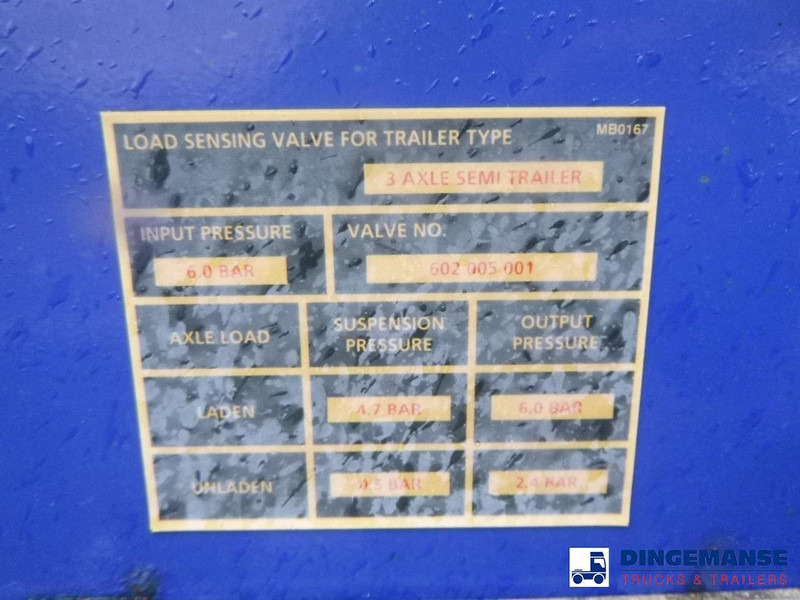 LOAD SENSING VALVE FOR TRAILER TYPE MB0167
3 AXLE SEMI TRAILER
INPUT PRESSURE VALVE NO.
6.0 BAR 602 005 001
AXLE LOAD SUSPENSION PRESSURE OUTPUT PRESSURE
LADEN 4.7 BAR 6.0 BAR
UNLADEN BAR 2.4 BAR
DINGEMANSE
TRUCKS & TRAILERS